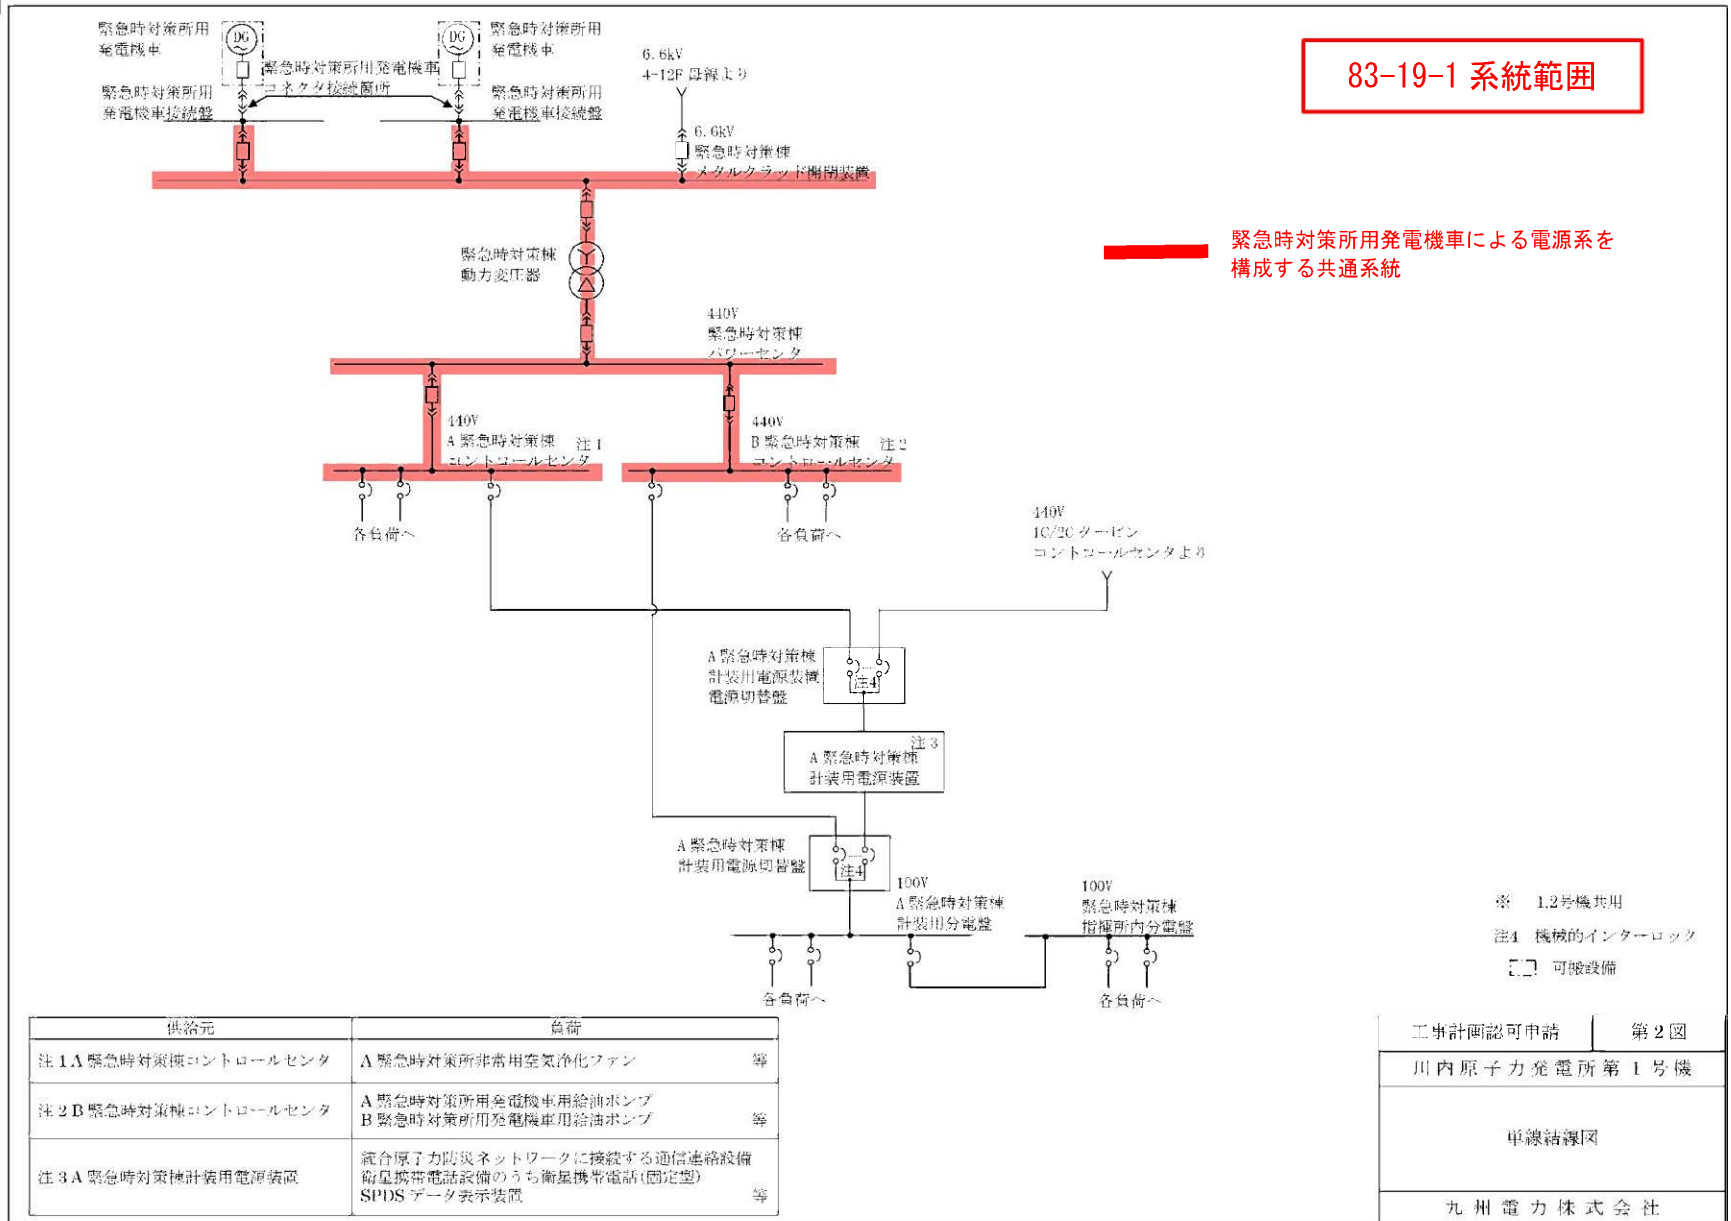 緊急時対策所用
発電機車
DG
DG
緊急時対策所用
発電機車
緊急時対策所用発電機車
コネクタ接続箇所
緊急時対策所用
発電機車接続盤
緊急時対策所用
発電機車接続盤
6.6kV
4-12F 母線より
6.6kV
緊急時対策棟
メタルクラッド開閉装置
83-19-1 系統範囲
緊急時対策所用発電機車による電源系を
構成する共通系統
緊急時対策棟
動力変圧器
440V
緊急時対策棟
パワーセンタ
440V
A 緊急時対策棟 注1
コントロールセンタ
440V
B 緊急時対策棟 注2
コントロールセンタ
各負荷へ
各負荷へ
440V
1C/2C タービン
コントロールセンタより
A 緊急時対策棟
計装用電源装置
電源切替盤
注4
注3
A 緊急時対策棟
計装用電源装置
A 緊急時対策棟
計装用電源切替盤
注4
100V
A 緊急時対策棟
計装用分電盤
100V
緊急時対策棟
指揮所内分電盤
各負荷へ
各負荷へ
※ 1,2号機共用
注4 機械的インターロック
可搬設備
供給元 負荷
注1 A 緊急時対策棟コントロールセンタ A 緊急時対策所非常用空気浄化ファン 等
注2 B 緊急時対策棟コントロールセンタ A 緊急時対策所用発電機車用給油ポンプ
B 緊急時対策所用発電機車用給油ポンプ 等
注3 A 緊急時対策棟計装用電源装置 統合原子力防災ネットワークに接続する通信連絡設備
衛星携帯電話設備のうち衛星携帯電話(固定型)
SPDS データ表示装置 等
工事計画認可申請 第2図
川内原子力発電所第1号機
単線結線図
九州電力株式会社